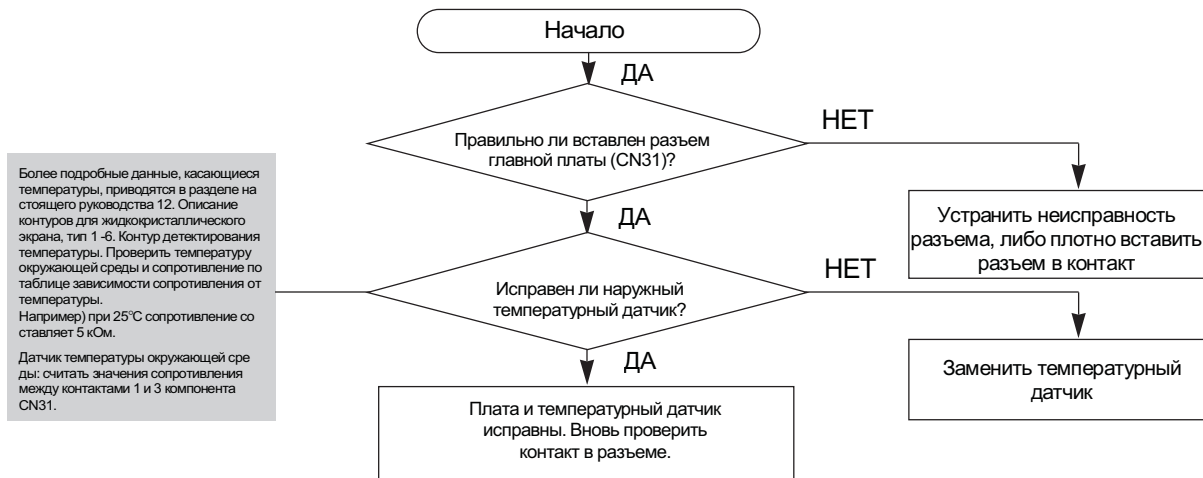 Начало
ДА
Правильно ли вставлен разъем
главной платы (CN31)?
НЕТ
Устранить неисправность
разъема, либо плотно вставить
разъем в контакт
ДА
Более подробные данные, касающиеся
температуры, приводятся в разделе на
стоящего руководства 12. Описание
контуров для жидкокристаллического
экрана, тип 1 -6. Контур детектирования
температуры. Проверить температуру
окружающей среды и сопротивление по
таблице зависимости сопротивления от
температуры.
Например) при 25°C сопротивление со
ставляет 5 кОм.
Датчик температуры окружающей сре
ды: считать значения сопротивления
между контактами 1 и 3 компонента
CN31.
Исправен ли наружный
температурный датчик?
НЕТ
Заменить температурный
датчик
ДА
Плата и температурный датчик
исправны. Вновь проверить
контакт в разъеме.